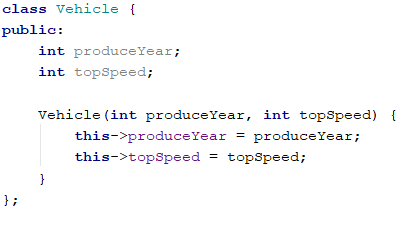 class Vehicle {
public:
    int produceYear;
    int topSpeed;

    Vehicle(int produceYear, int topSpeed) {
        this->produceYear = produceYear;
        this->topSpeed = topSpeed;
    }
};